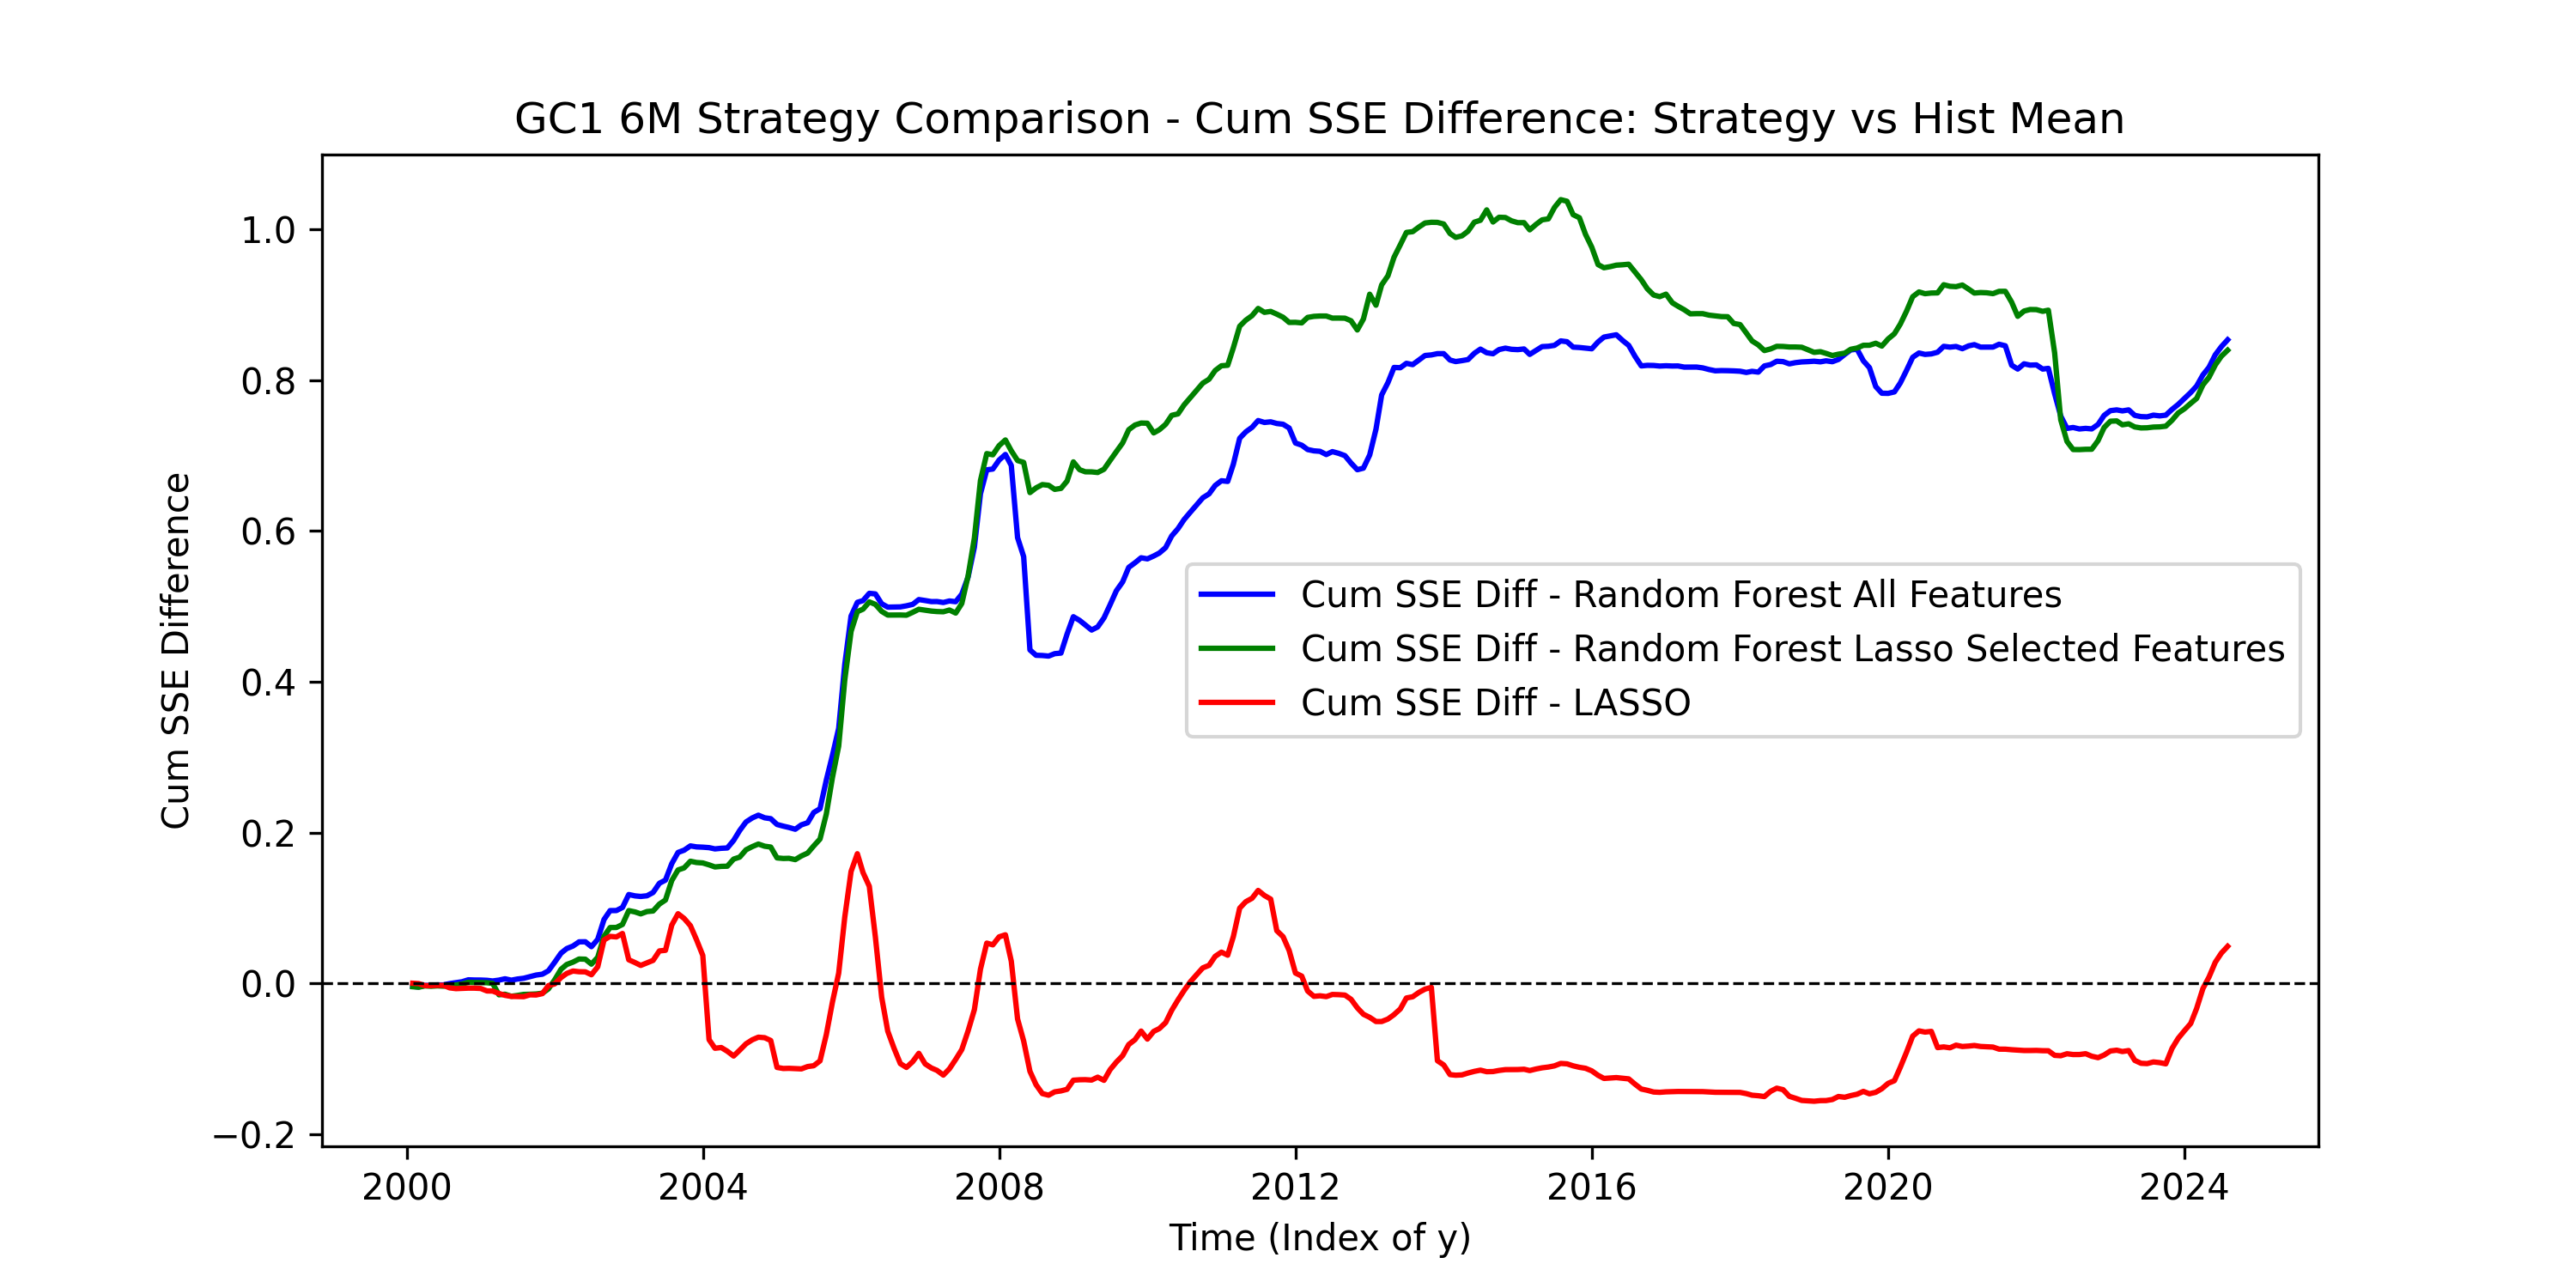 GC1 6M Strategy Comparison - Cum SSE Difference: Strategy vs Hist Mean
Cum SSE Difference
1.0
0.8
0.6
0.4
0.2
0.0
−0.2
Cum SSE Diff - Random Forest All Features
Cum SSE Diff - Random Forest Lasso Selected Features
Cum SSE Diff - LASSO
2000 2004 2008 2012 2016 2020 2024
Time (Index of y)